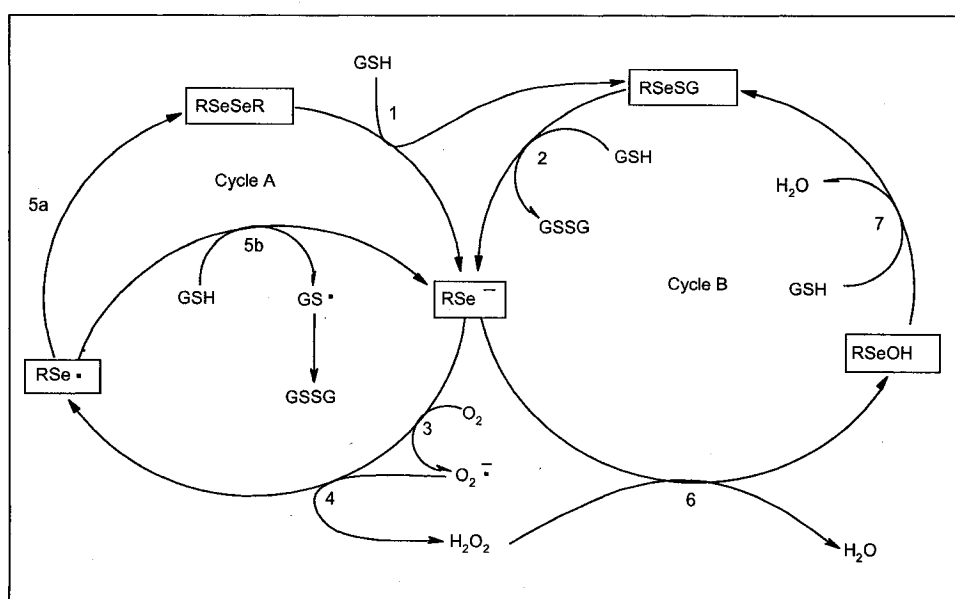 GSH
RSeSeR
1
RSeSG
Cycle A
2
GSH
5a
H₂O
5b
GSSG
7
Cycle B
GSH
GS•
RSe⁻
GSH
RSe•
RSeOH
GSSG
3
O₂
O₂•⁻
4
6
H₂O₂
H₂O